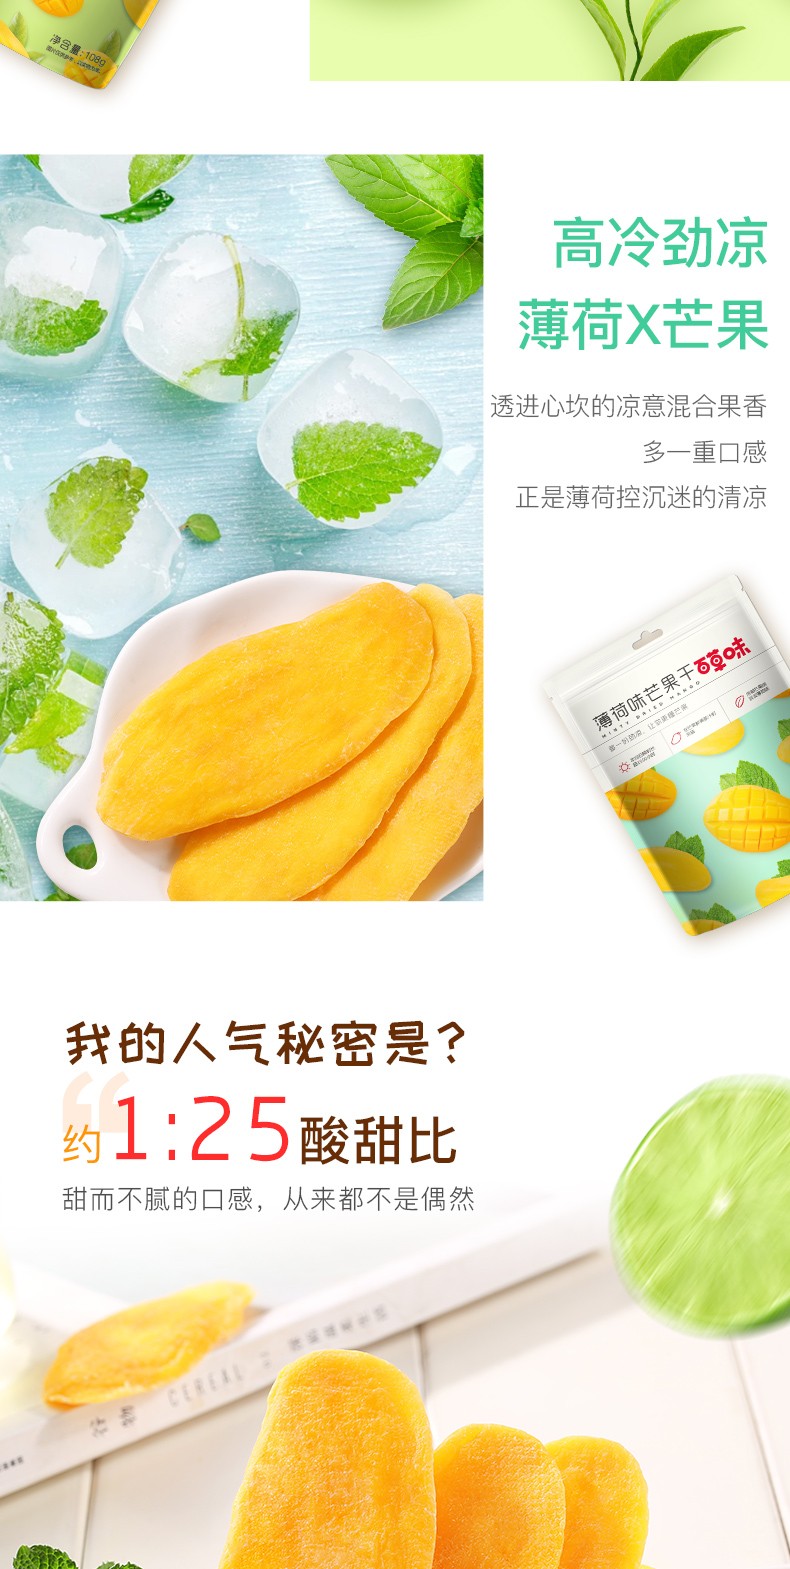 净含量:108g
高冷劲凉
薄荷X芒果
透进心坎的凉意混合果香
多一重口感
正是薄荷控沉迷的清凉
百草味
薄荷味芒果干
MINTY DRIED MANGO
我的人气秘密是?
约1:25酸甜比
甜而不腻的口感，从来都不是偶然
CEREAL